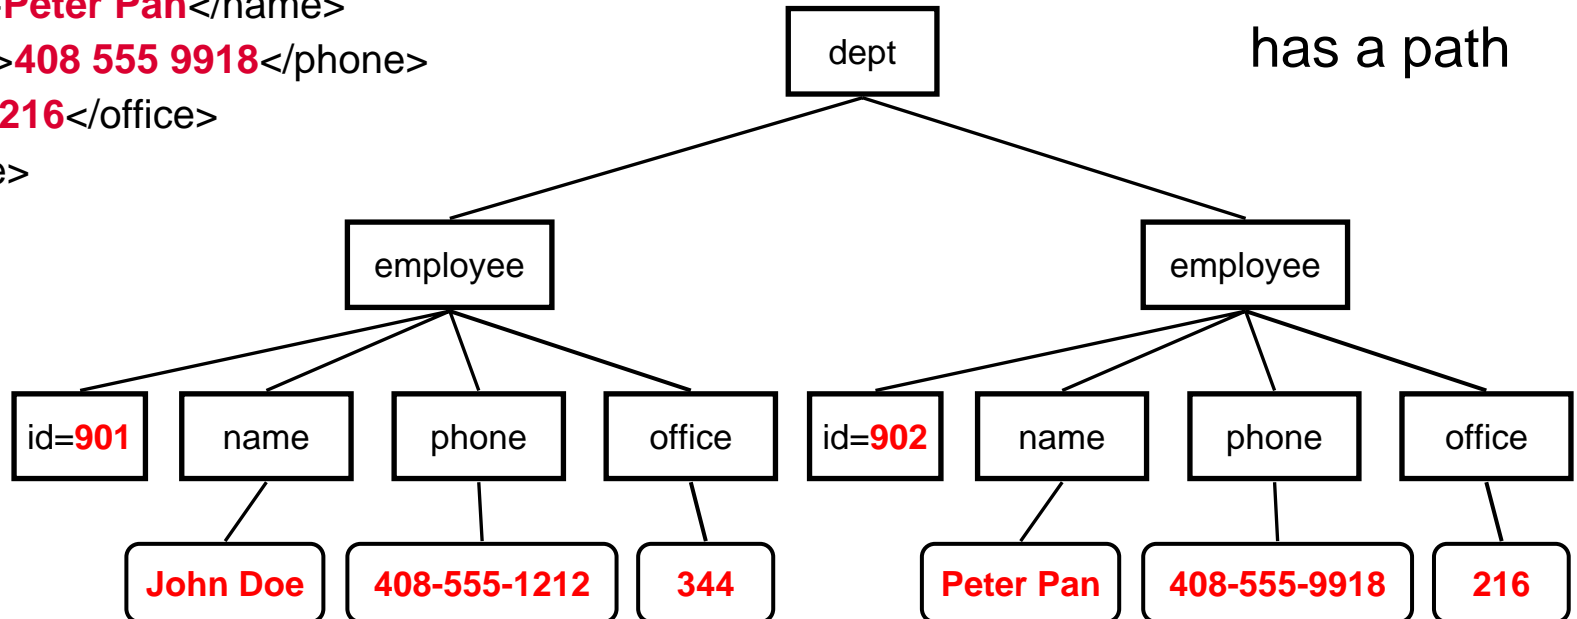 Peter Pan</name>
>408 555 9918</phone>
216</office>
e>
has a path
dept
employee
employee
id=901
name
phone
office
id=902
name
phone
office
John Doe
408-555-1212
344
Peter Pan
408-555-9918
216